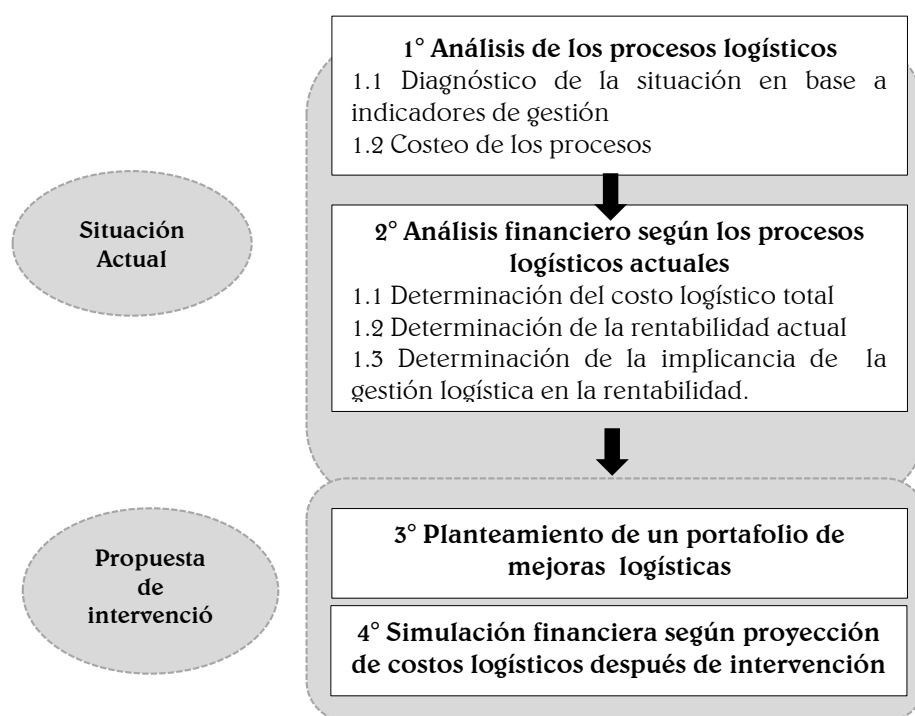 1° Análisis de los procesos logísticos
1.1 Diagnóstico de la situación en base a
indicadores de gestión
1.2 Costeo de los procesos
Situación
Actual
2° Análisis financiero según los procesos
logísticos actuales
1.1 Determinación del costo logístico total
1.2 Determinación de la rentabilidad actual
1.3 Determinación de la implicancia de la
gestión logística en la rentabilidad.
Propuesta
de
intervenció
3° Planteamiento de un portafolio de
mejoras logísticas
4° Simulación financiera según proyección
de costos logísticos después de intervención